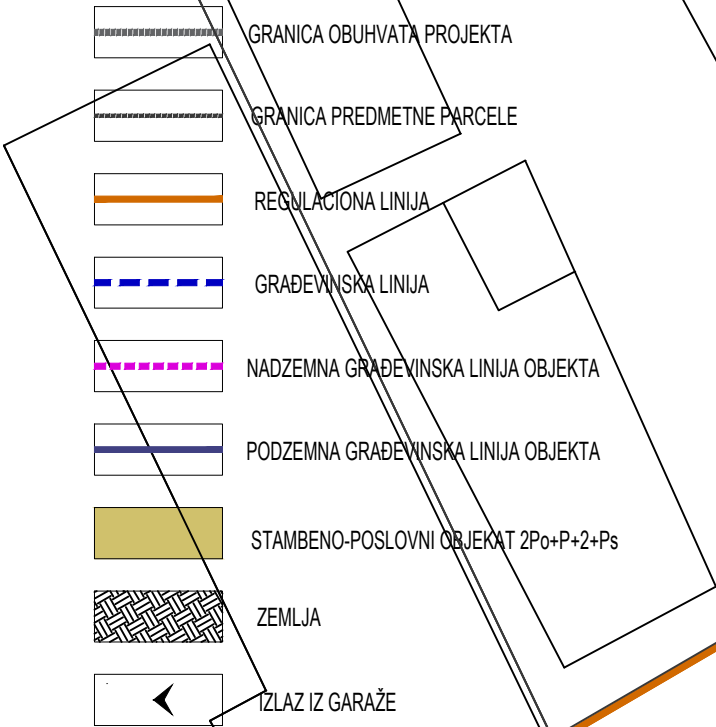 GRANICA OBUHVATA PROJEKTA
GRANICA PREDMETNE PARCELE
REGULACIONA LINIJA
GRAĐEVINSKA LINIJA
NADZEMNA GRAĐEVINSKA LINIJA OBJEKTA
PODZEMNA GRAĐEVINSKA LINIJA OBJEKTA
STAMBENO-POSLOVNI OBJEKAT 2Po+P+2+Ps
ZEMLJA
IZLAZ IZ GARAŽE